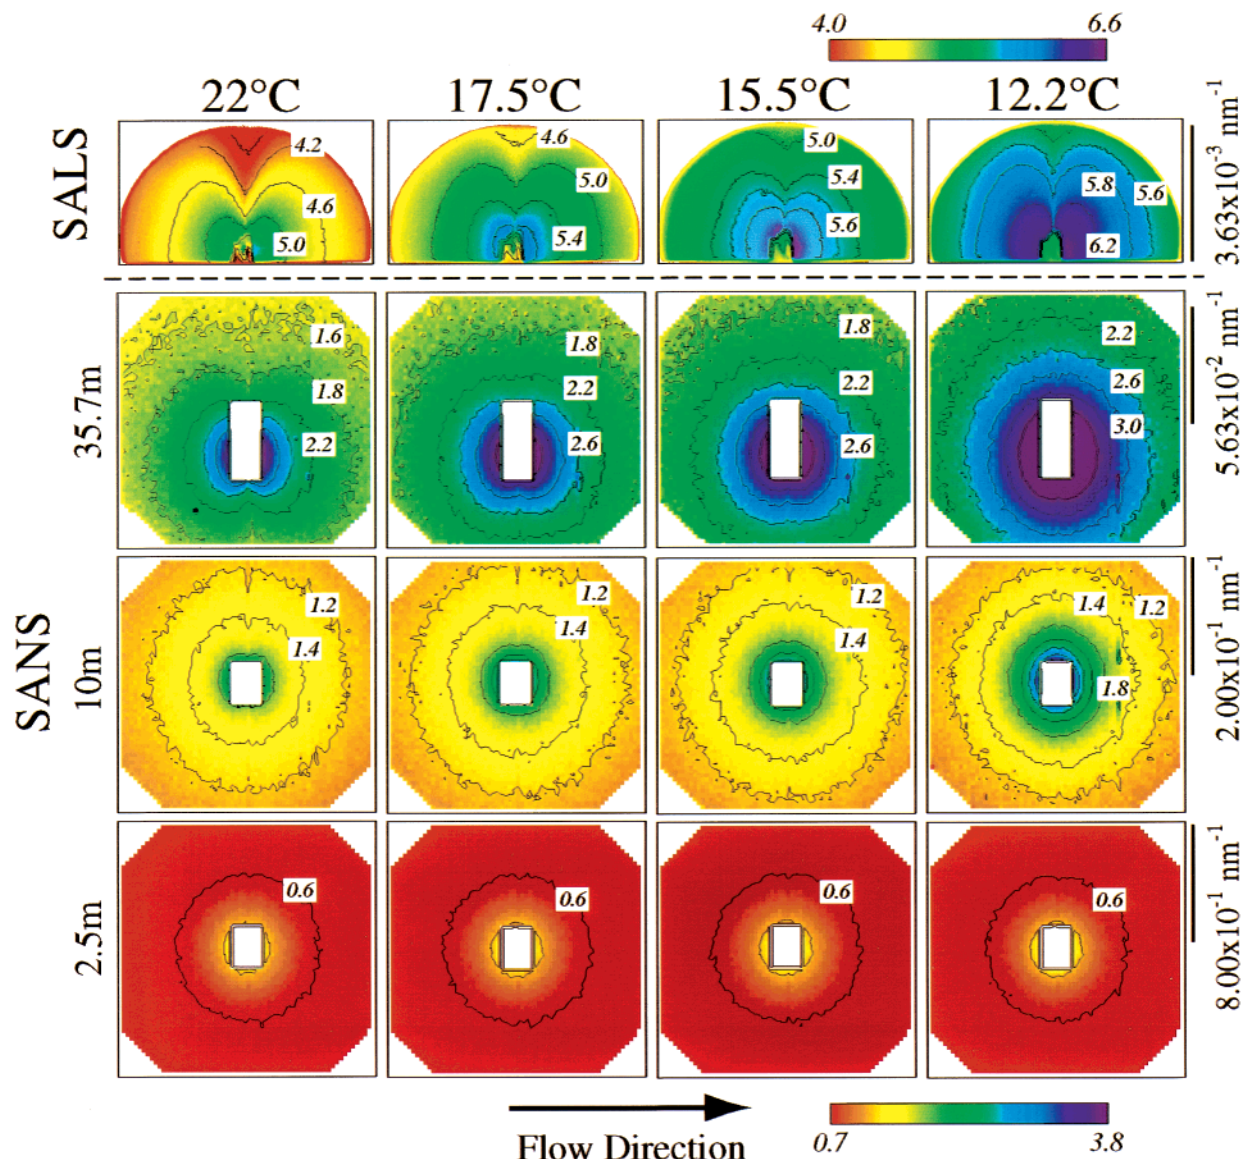 4.0 6.6
22°C 17.5°C 15.5°C 12.2°C
SALS
4.2 4.6 5.0
4.6 5.0 5.4
5.0 5.4 5.6
5.8 5.6 6.2
3.63x10-3 nm-1
35.7m
1.6 1.8 2.2
1.8 2.2 2.6
1.8 2.2 2.6
2.2 2.6 3.0
5.63x10-2 nm-1
SANS
10m
1.2 1.4
1.2 1.4
1.2 1.4
1.4 1.2 1.8
2.00x10-1 nm-1
2.5m
0.6 0.6 0.6 0.6
8.00x10-1 nm-1
Flow Direction
0.7 3.8